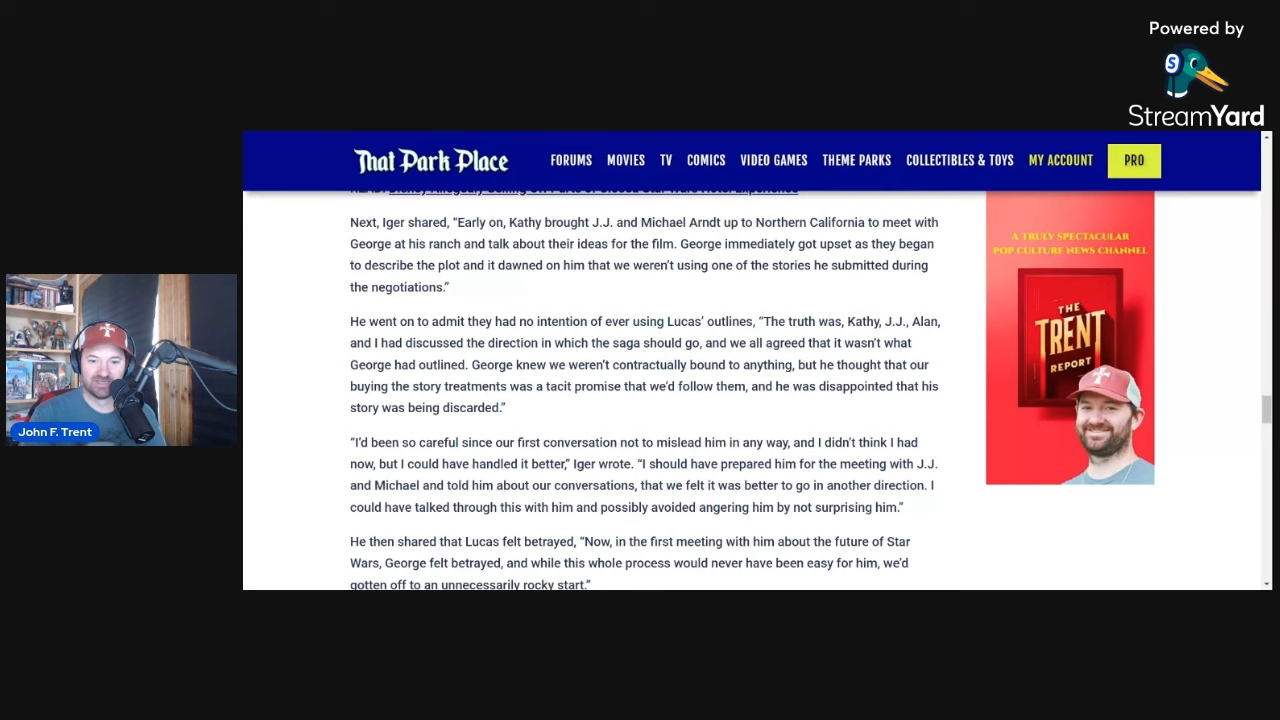 Powered by
S
StreamYard
That Park Place
FORUMS MOVIES TV COMICS VIDEO GAMES THEME PARKS COLLECTIBLES & TOYS MY ACCOUNT PRO
Next, Iger shared, “Early on, Kathy brought J.J. and Michael Arndt up to Northern California to meet with
George at his ranch and talk about their ideas for the film. George immediately got upset as they began
to describe the plot and it dawned on him that we weren’t using one of the stories he submitted during
the negotiations.”
He went on to admit they had no intention of ever using Lucas’ outlines, “The truth was, Kathy, J.J., Alan,
and I had discussed the direction in which the saga should go, and we all agreed that it wasn’t what
George had outlined. George knew we weren’t contractually bound to anything, but he thought that our
buying the story treatments was a tacit promise that we’d follow them, and he was disappointed that his
story was being discarded.”
“I’d been so careful since our first conversation not to mislead him in any way, and I didn’t think I had
now, but I could have handled it better,” Iger wrote. “I should have prepared him for the meeting with J.J.
and Michael and told him about our conversations, that we felt it was better to go in another direction. I
could have talked through this with him and possibly avoided angering him by not surprising him.”
He then shared that Lucas felt betrayed, “Now, in the first meeting with him about the future of Star
Wars, George felt betrayed, and while this whole process would never have been easy for him, we’d
gotten off to an unnecessarily rocky start.”
A TRULY SPECTACULAR
POP CULTURE NEWS CHANNEL
THE
TRENT
REPORT
John F. Trent